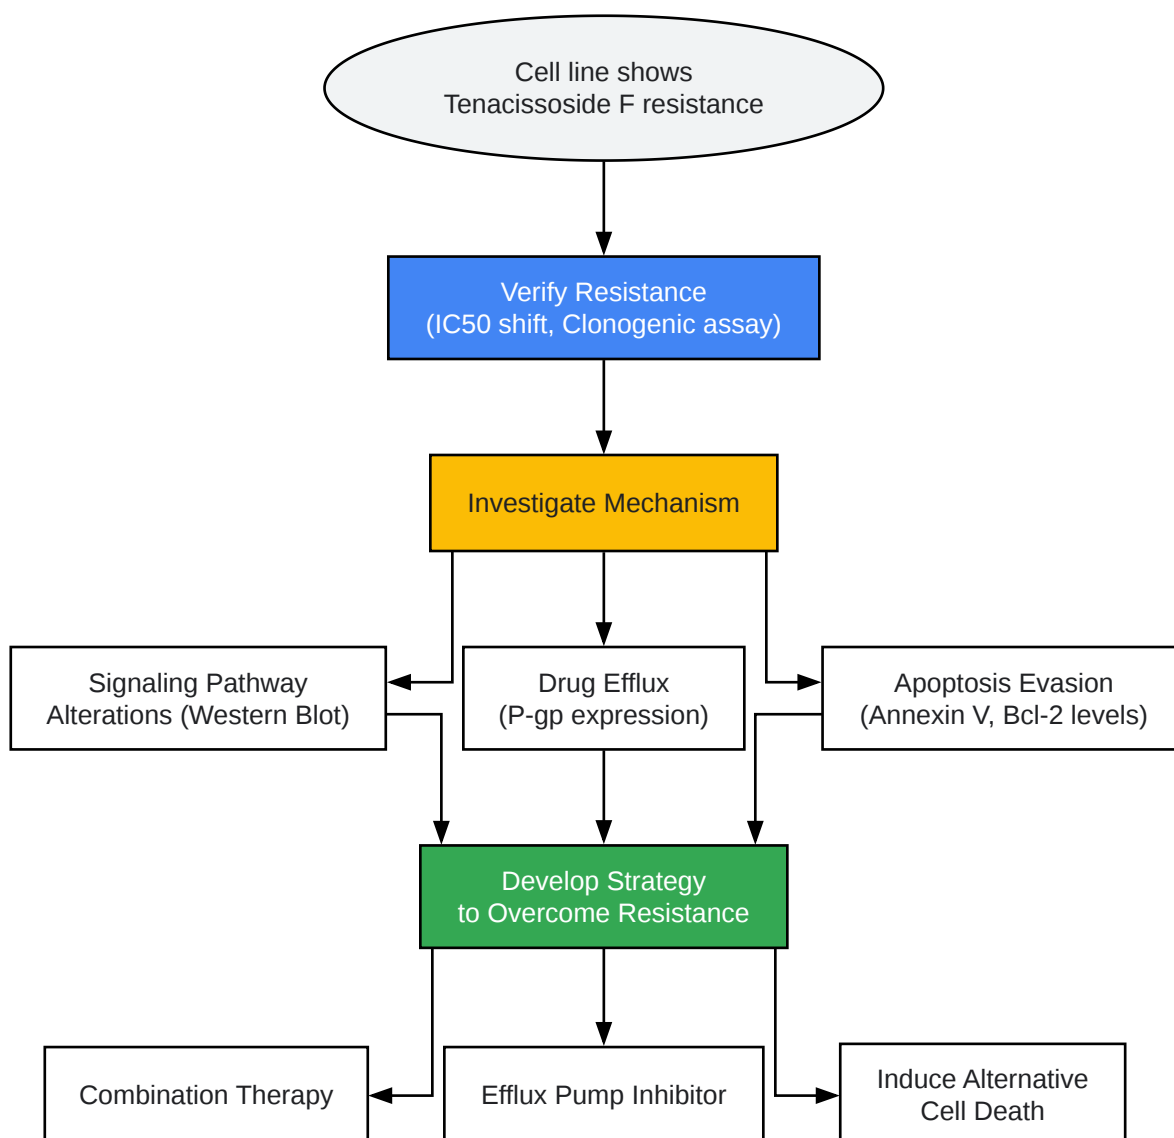 Cell line shows
Tenacissoside F resistance
Verify Resistance
(IC50 shift, Clonogenic assay)
Investigate Mechanism
Signaling Pathway
Alterations (Western Blot)
Drug Efflux
(P-gp expression)
Apoptosis Evasion
(Annexin V, Bcl-2 levels)
Develop Strategy
to Overcome Resistance
Combination Therapy
Efflux Pump Inhibitor
Induce Alternative
Cell Death